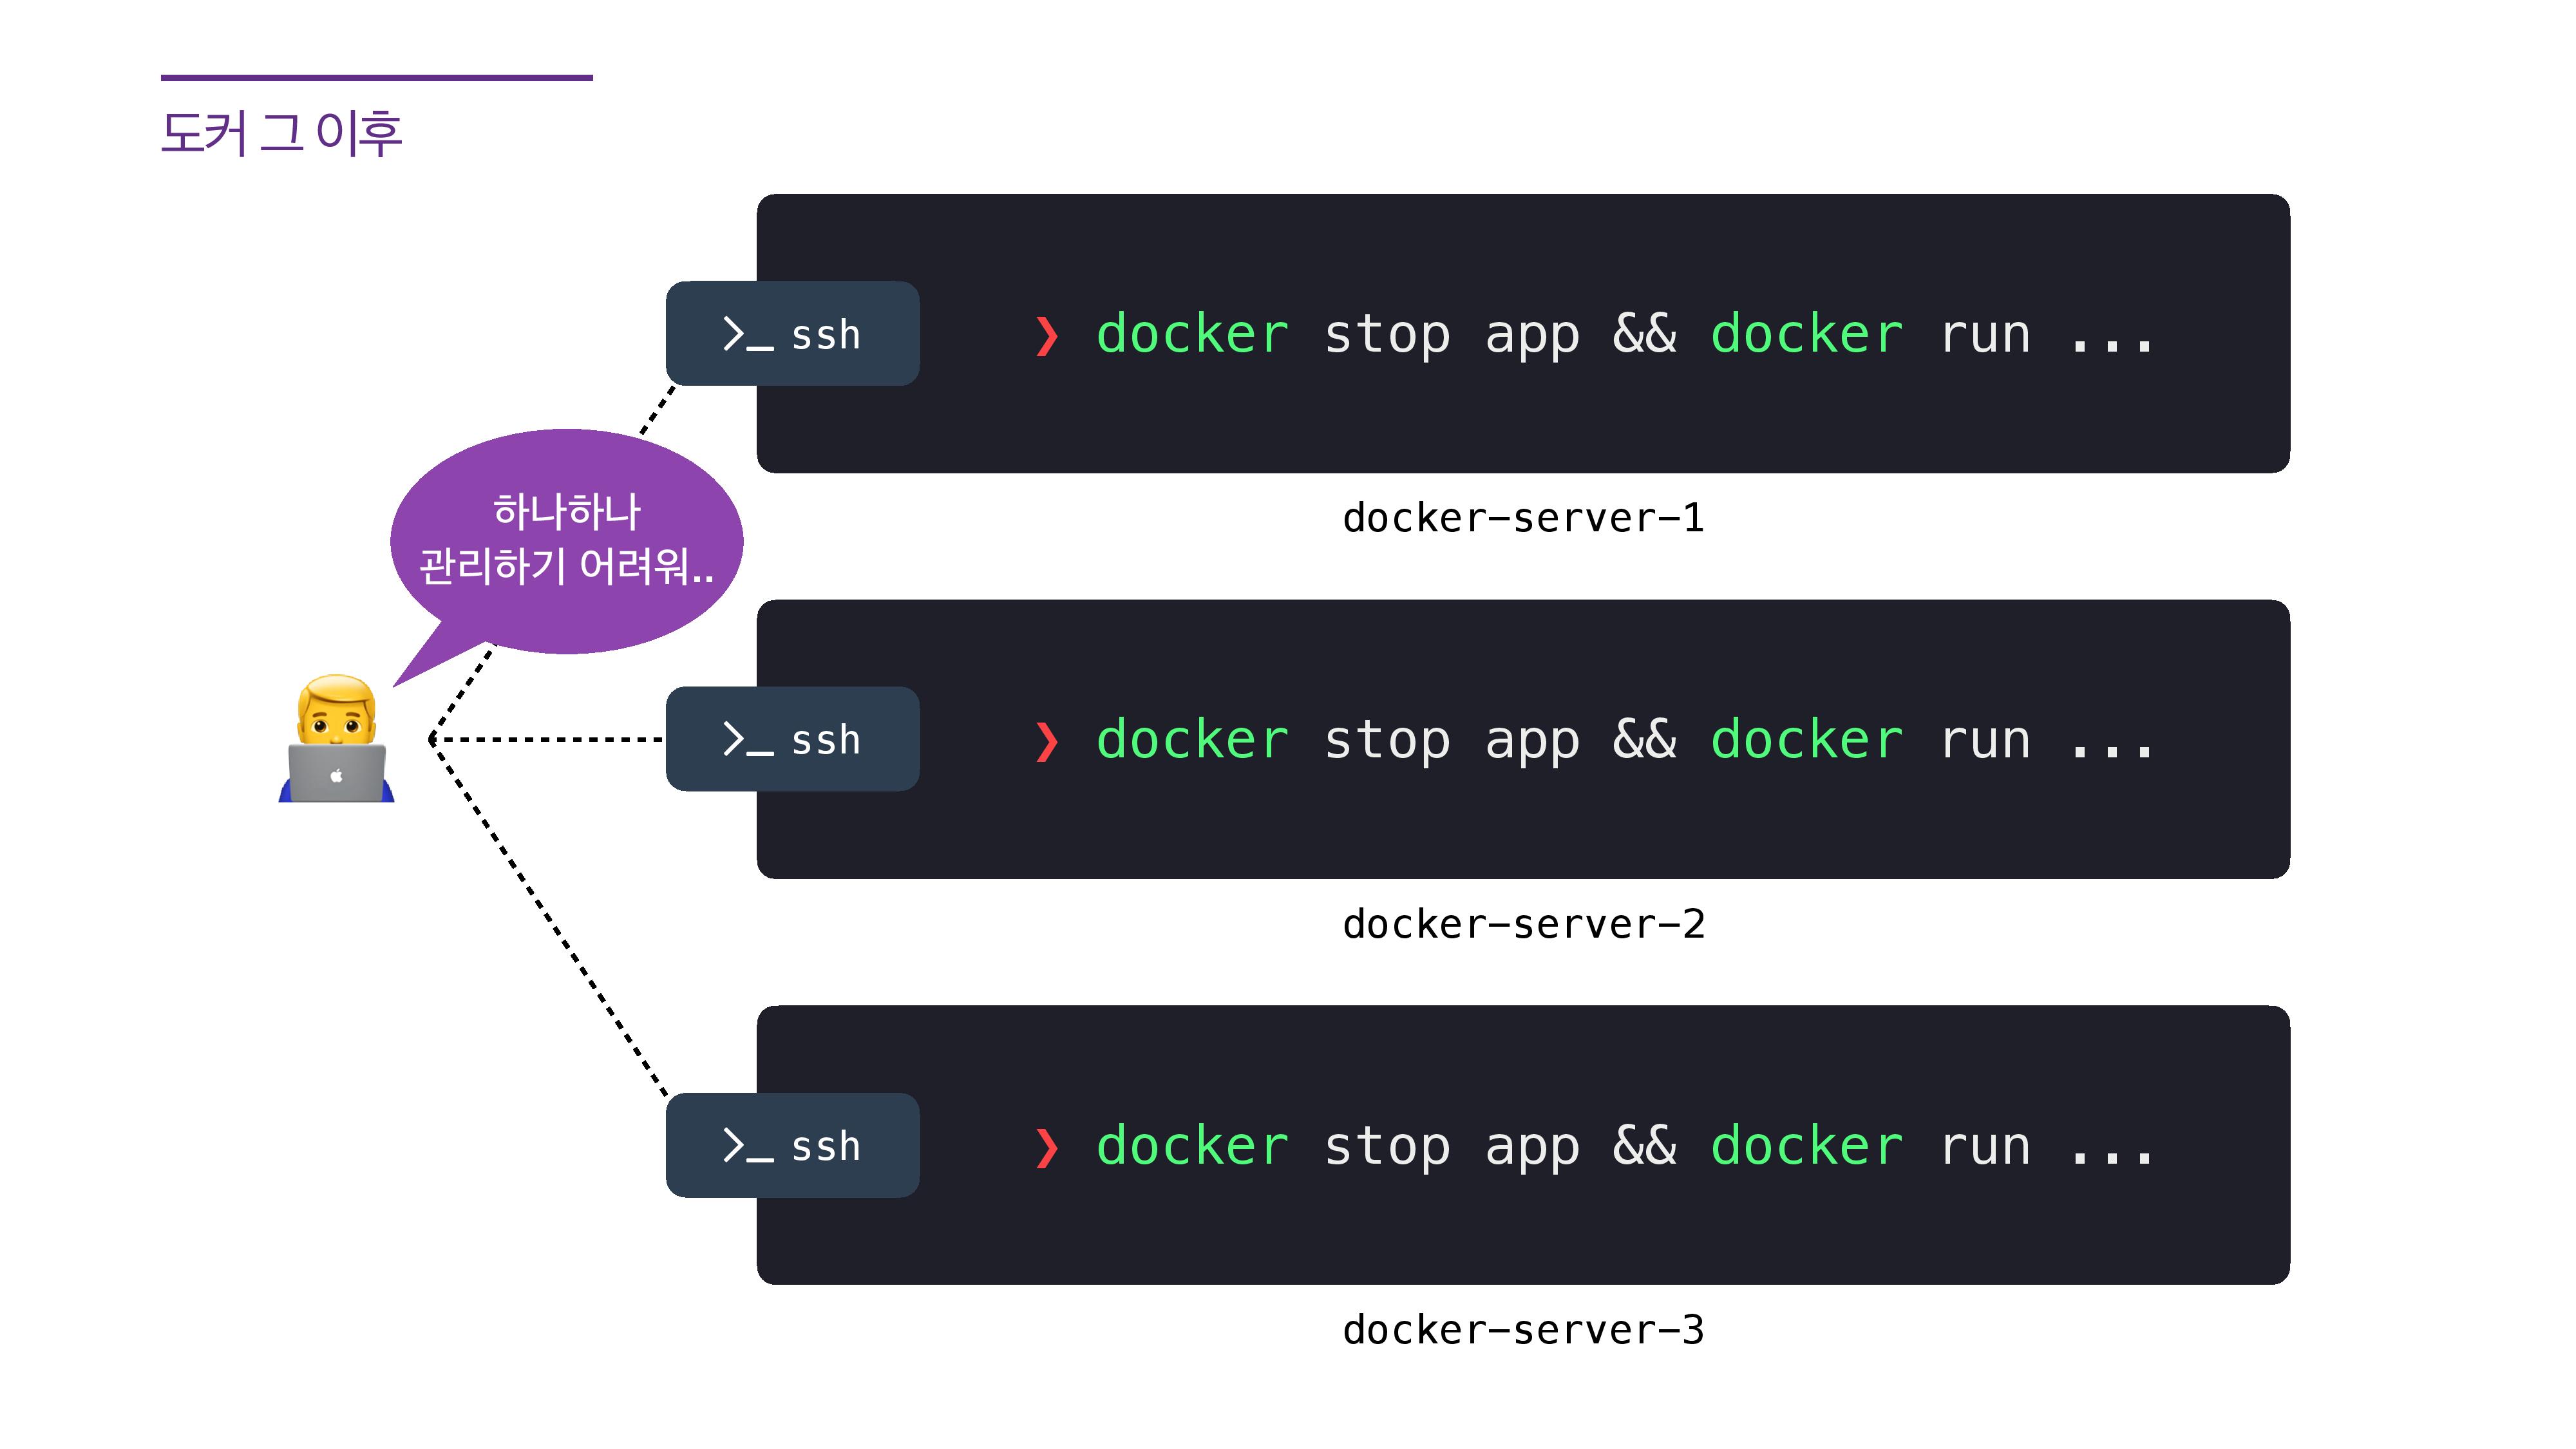 도커 그 이후
>_ ssh
❯ docker stop app && docker run ...
docker-server-1
하나하나
관리하기 어려워..
>_ ssh
❯ docker stop app && docker run ...
docker-server-2
>_ ssh
❯ docker stop app && docker run ...
docker-server-3